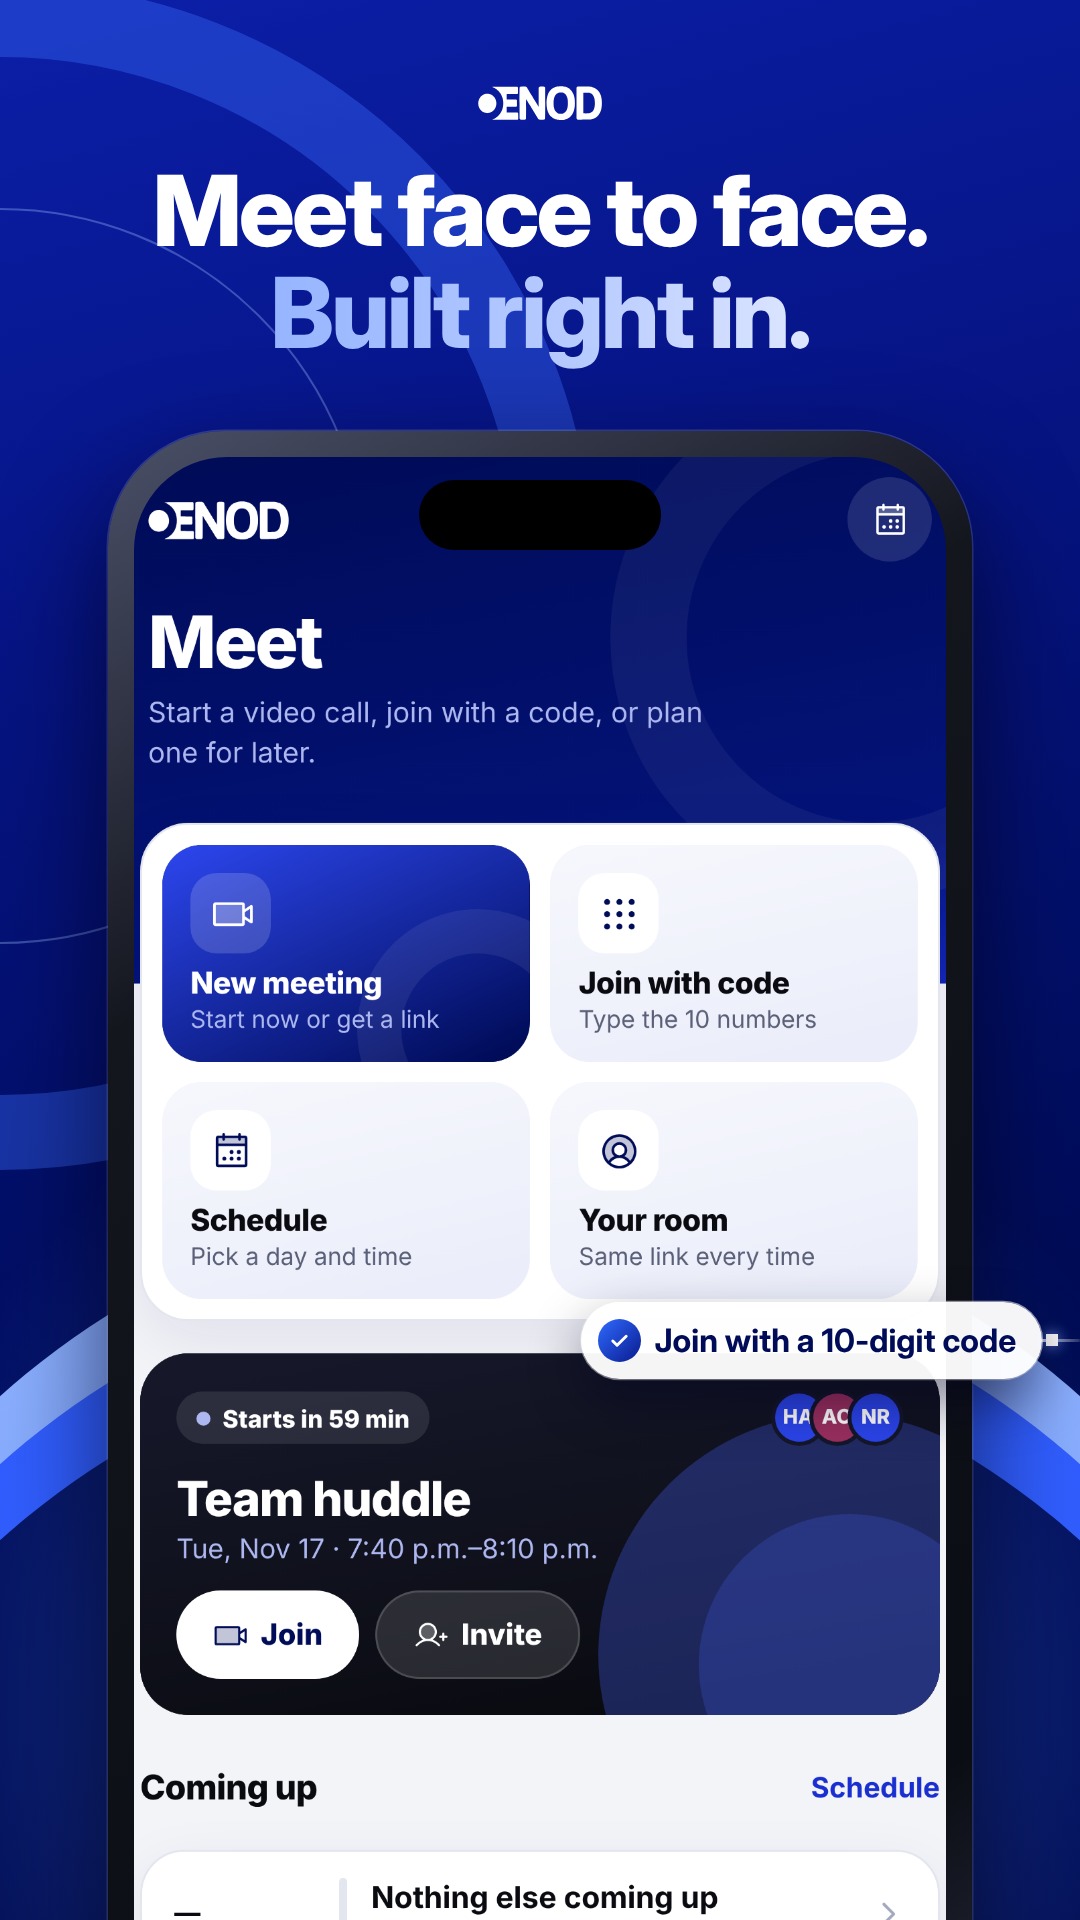 ENOD
Meet face to face.
Built right in.
ENOD
Meet
Start a video call, join with a code, or plan
one for later.
New meeting
Start now or get a link
Join with code
Type the 10 numbers
Schedule
Pick a day and time
Your room
Same link every time
Join with a 10-digit code
Starts in 59 min
HA AC NR
Team huddle
Tue, Nov 17 · 7:40 p.m.–8:10 p.m.
Join
Invite
Coming up
Schedule
Nothing else coming up